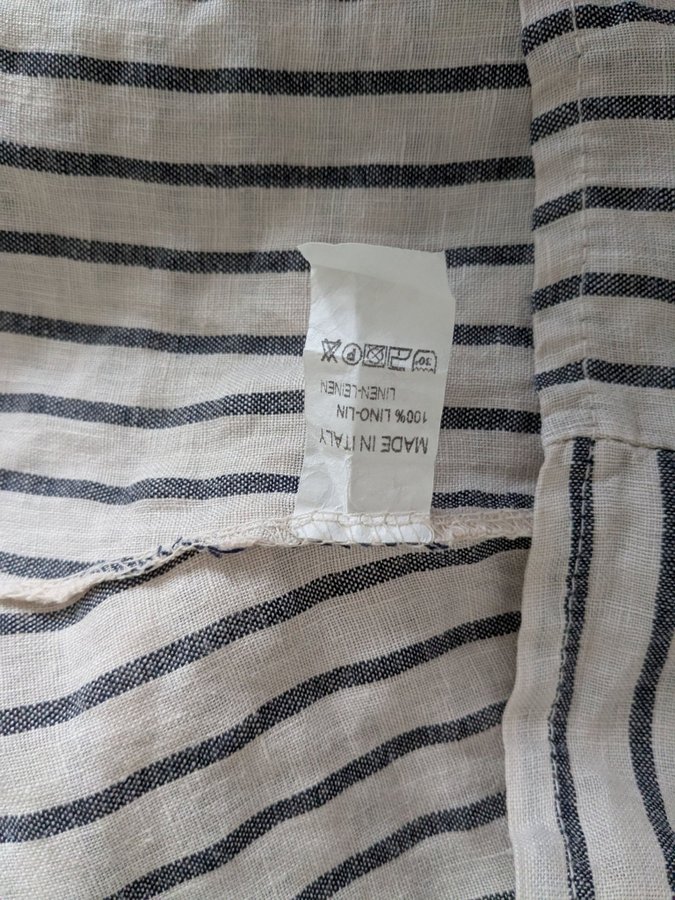 MADE IN ITALY
100% LINO-LIN
LINEN-LEINEN
30° P